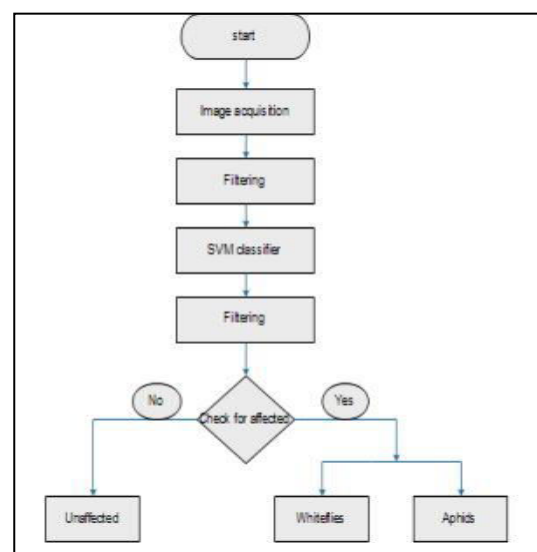 start
Image acquisition
Filtering
SVM classifier
Filtering
No
Check for affected
Yes
Unaffected
Whiteflies
Aphids